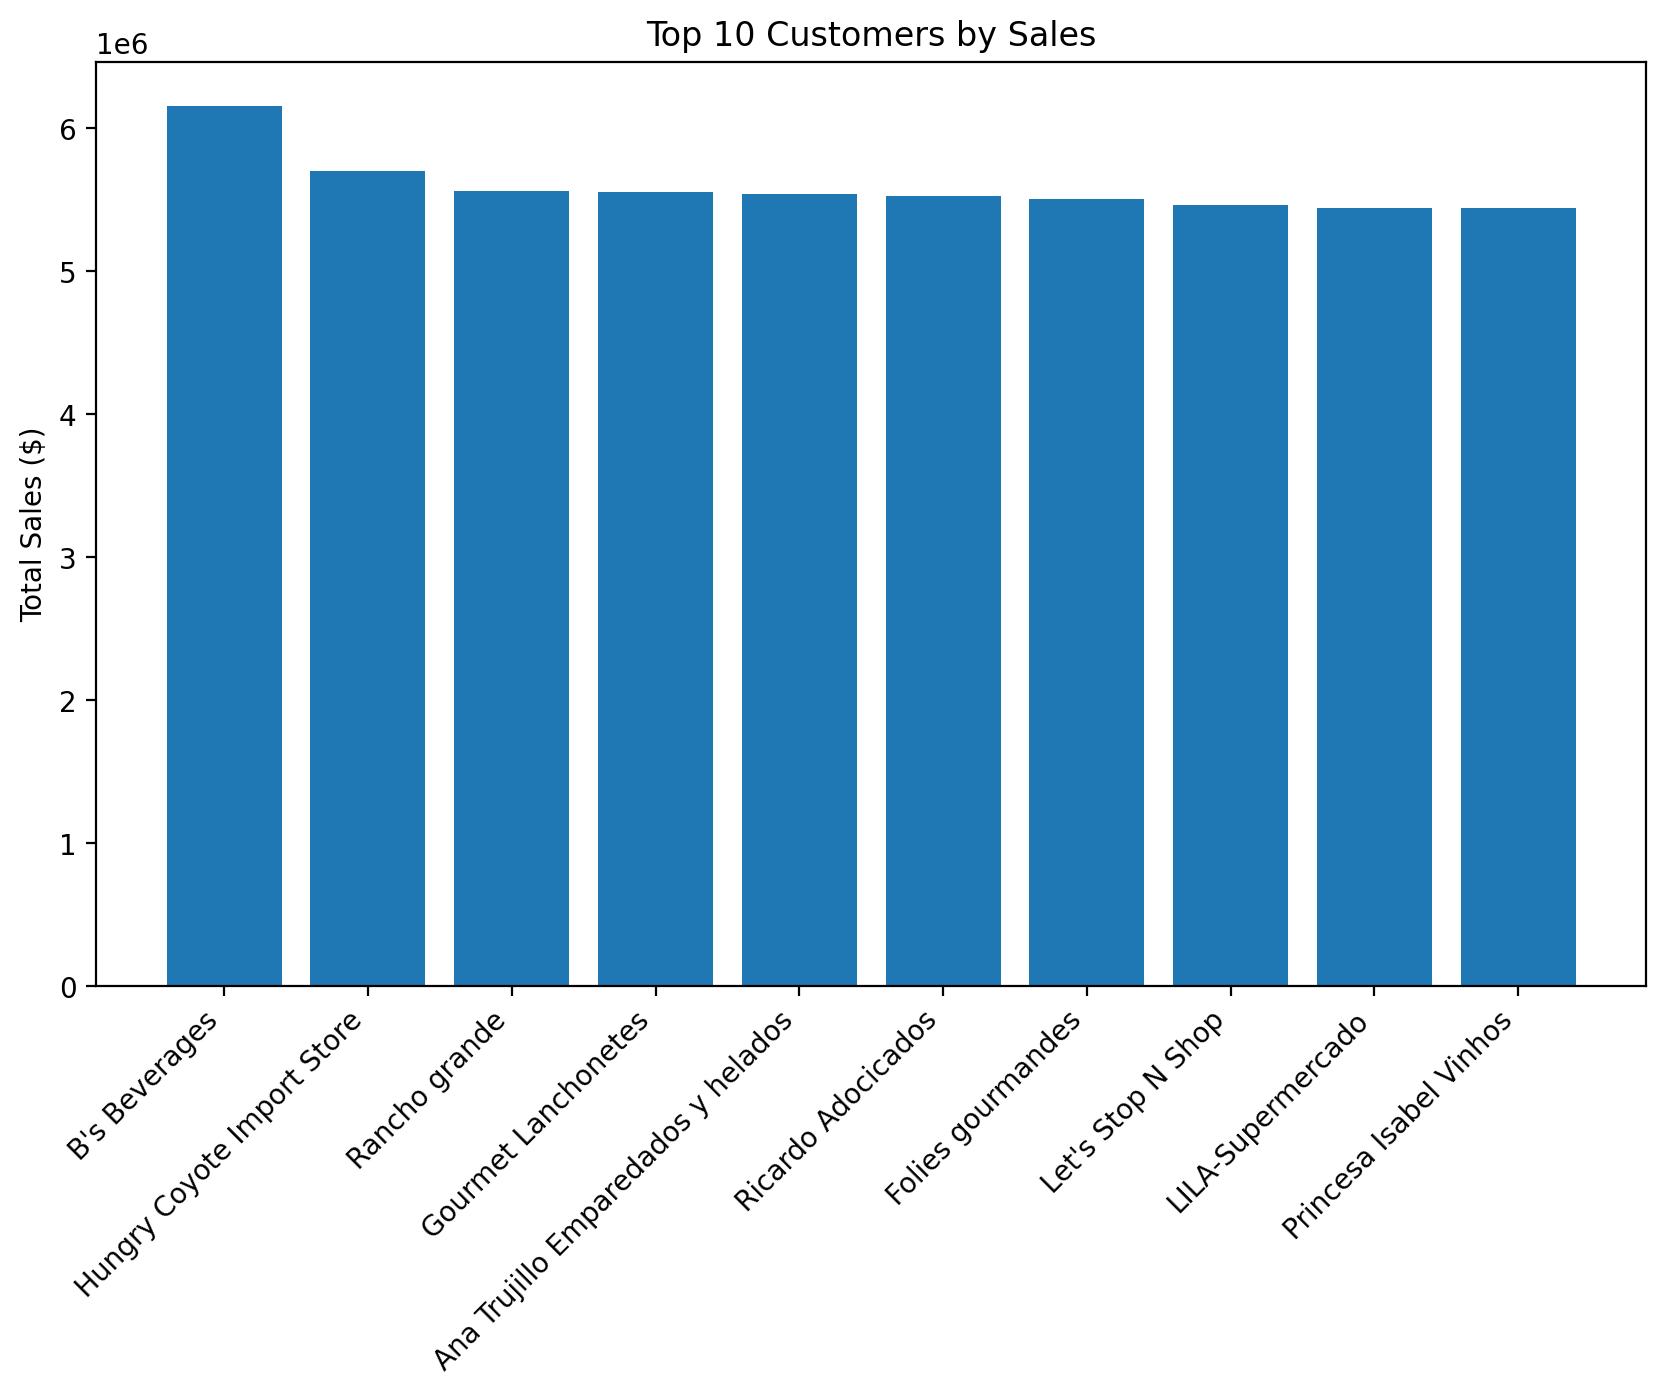 Top 10 Customers by Sales
1e6
6
5
4
3
2
1
0
Total Sales ($)
B's Beverages
Hungry Coyote Import Store
Rancho grande
Gourmet Lanchonetes
Ana Trujillo Emparedados y helados
Ricardo Adocicados
Folies gourmandes
Let's Stop N Shop
LILA-Supermercado
Princesa Isabel Vinhos